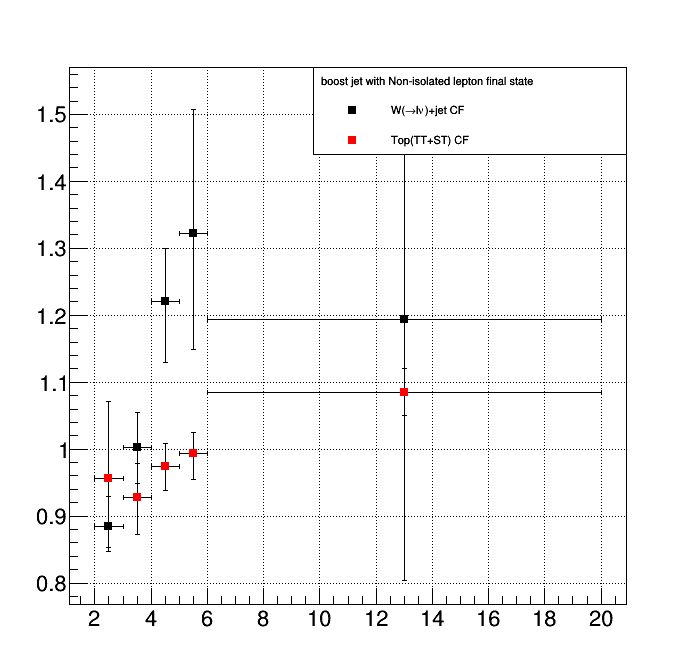 boost jet with Non-isolated lepton final state
W(→lν)+jet CF
Top(TT+ST) CF
1.5
1.4
1.3
1.2
1.1
1
0.9
0.8
2 4 6 8 10 12 14 16 18 20